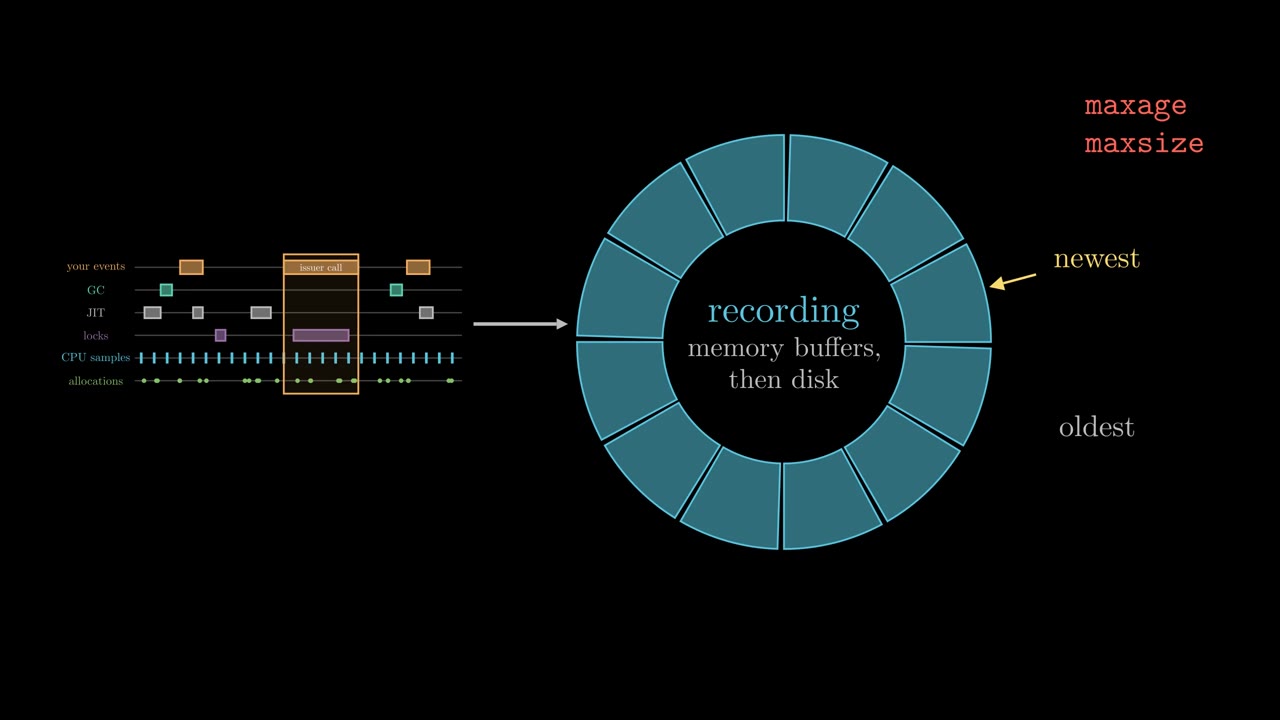 your events
issuer call
GC
JIT
locks
CPU samples
allocations
recording
memory buffers,
then disk
maxage
maxsize
newest
oldest